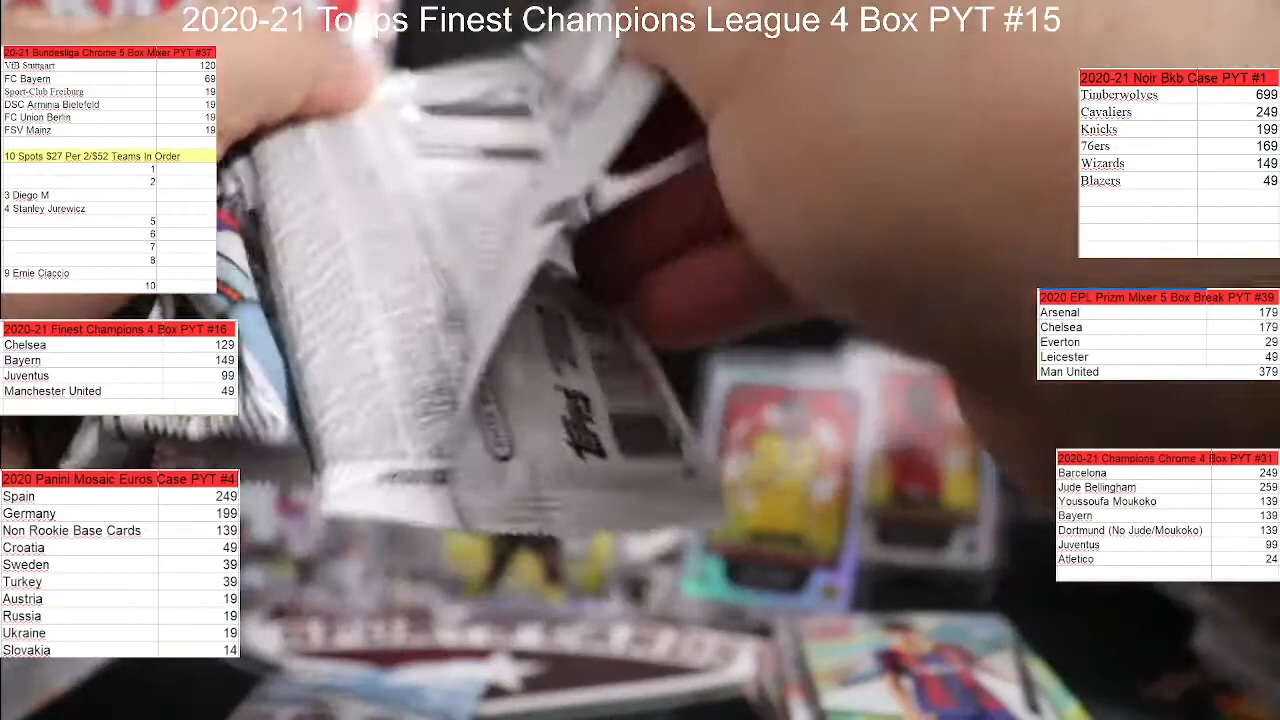 2020-21 Topps Finest Champions League 4 Box PYT #15
20-21 Bundesliga Chrome 5 Box Mixer PYT #37
VfB Stuttgart 120
FC Bayern 69
Sport-Club Freiburg 19
DSC Arminia Bielefeld 19
FC Union Berlin 19
FSV Mainz 19
10 Spots $27 Per 2/$52 Teams In Order
1
2
3 Diego M
4 Stanley Jurewicz
5
6
7
8
9 Ernie Ciaccio
10
2020-21 Finest Champions 4 Box PYT #16
Chelsea 129
Bayern 149
Juventus 99
Manchester United 49
2020 Panini Mosaic Euros Case PYT #4
Spain 249
Germany 199
Non Rookie Base Cards 139
Croatia 49
Sweden 39
Turkey 39
Austria 19
Russia 19
Ukraine 19
Slovakia 14
2020-21 Noir Bkb Case PYT #1
Timberwolves 699
Cavaliers 249
Knicks 199
76ers 169
Wizards 149
Blazers 49
2020 EPL Prizm Mixer 5 Box Break PYT #39
Arsenal 179
Chelsea 179
Everton 29
Leicester 49
Man United 379
2020-21 Champions Chrome 4 Box PYT #31
Barcelona 249
Jude Bellingham 259
Youssoufa Moukoko 139
Bayern 139
Dortmund (No Jude/Moukoko) 139
Juventus 99
Atletico 24
Topps